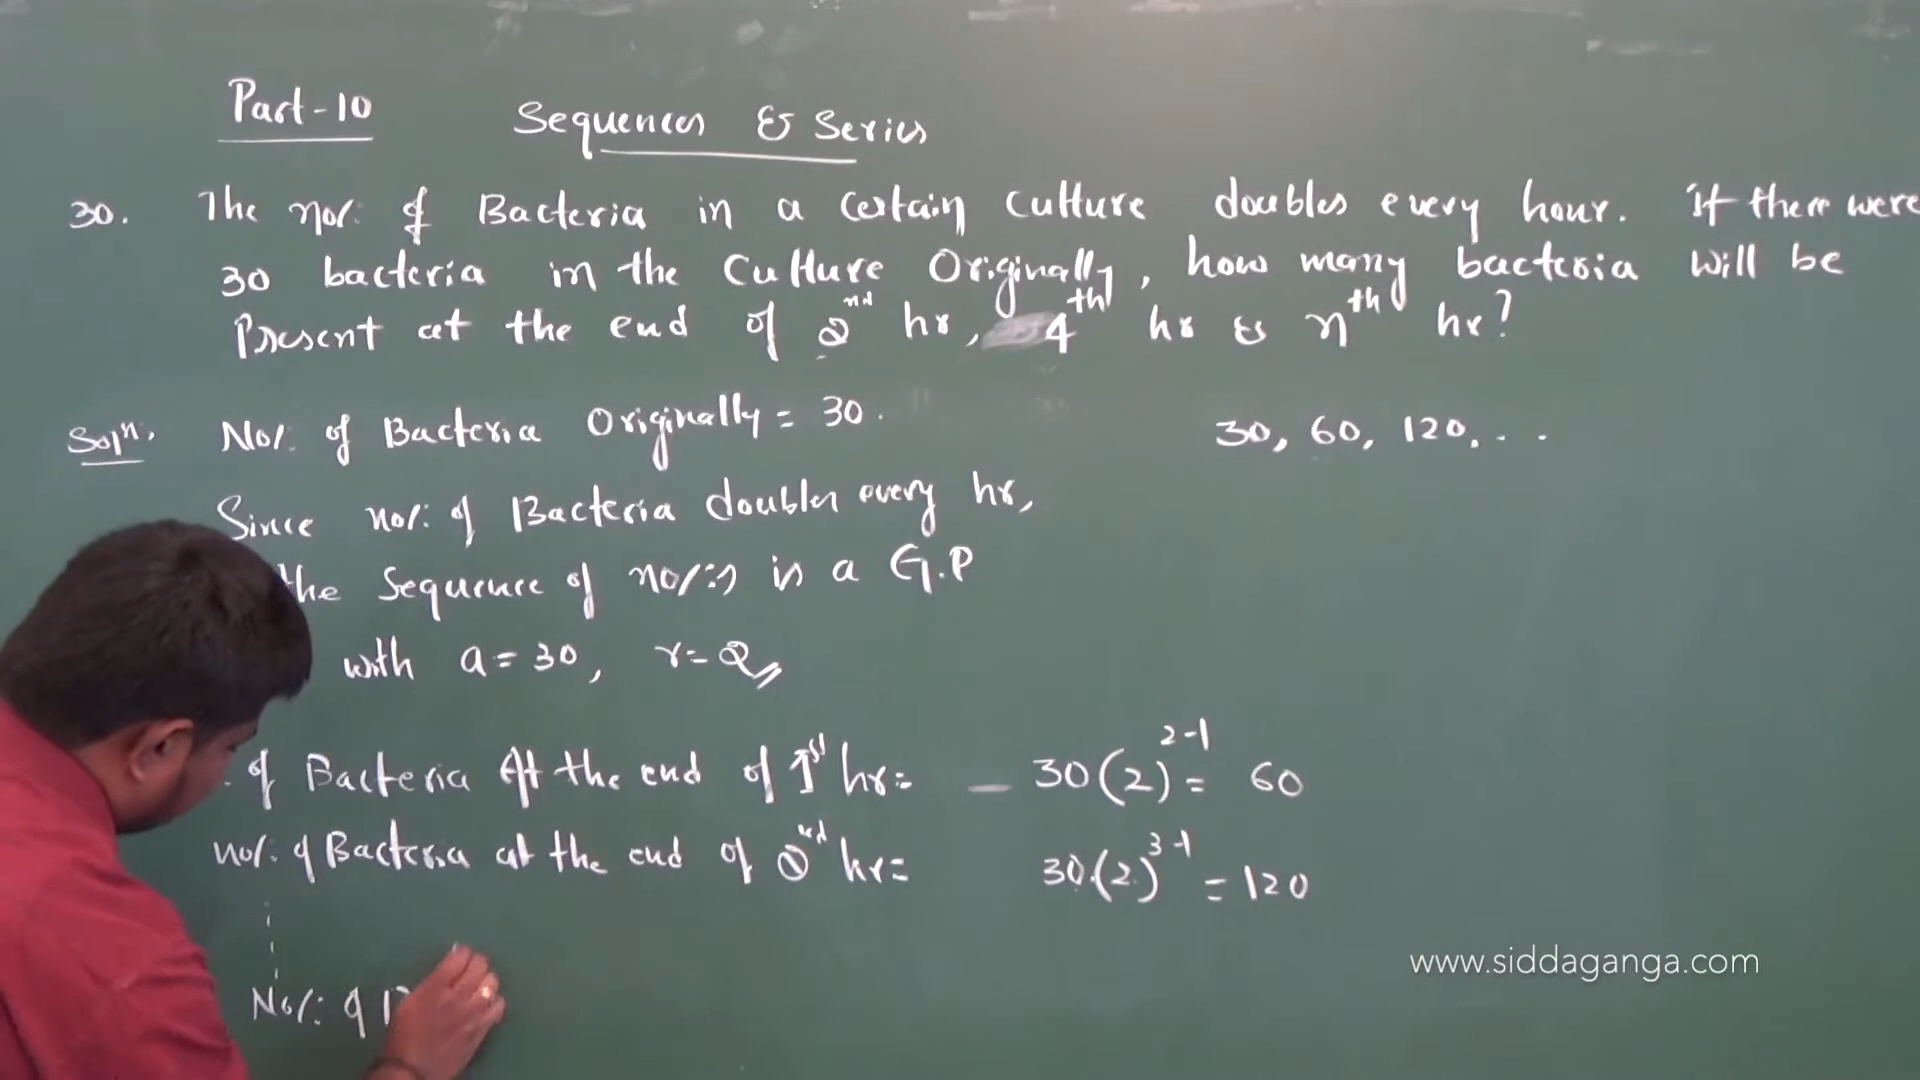 Part-10 Sequences & Series
30. The no/: of Bacteria in a certain culture doubles every hour. If there were
30 bacteria in the culture Originally, how many bacteria will be
Present at the end of 2nd hr, 4th hr & nth hr?
Soln. No/: of Bacteria Originally = 30.
30, 60, 120, . . .
Since no/: of Bacteria doubles every hr,
the sequence of no/:s is a G.P
with a = 30, r = 2
of Bacteria At the end of 1st hr = 30(2)^2-1 = 60
no/: of Bacteria at the end of 2nd hr = 30.(2)^3-1 = 120
No/: of
www.siddaganga.com